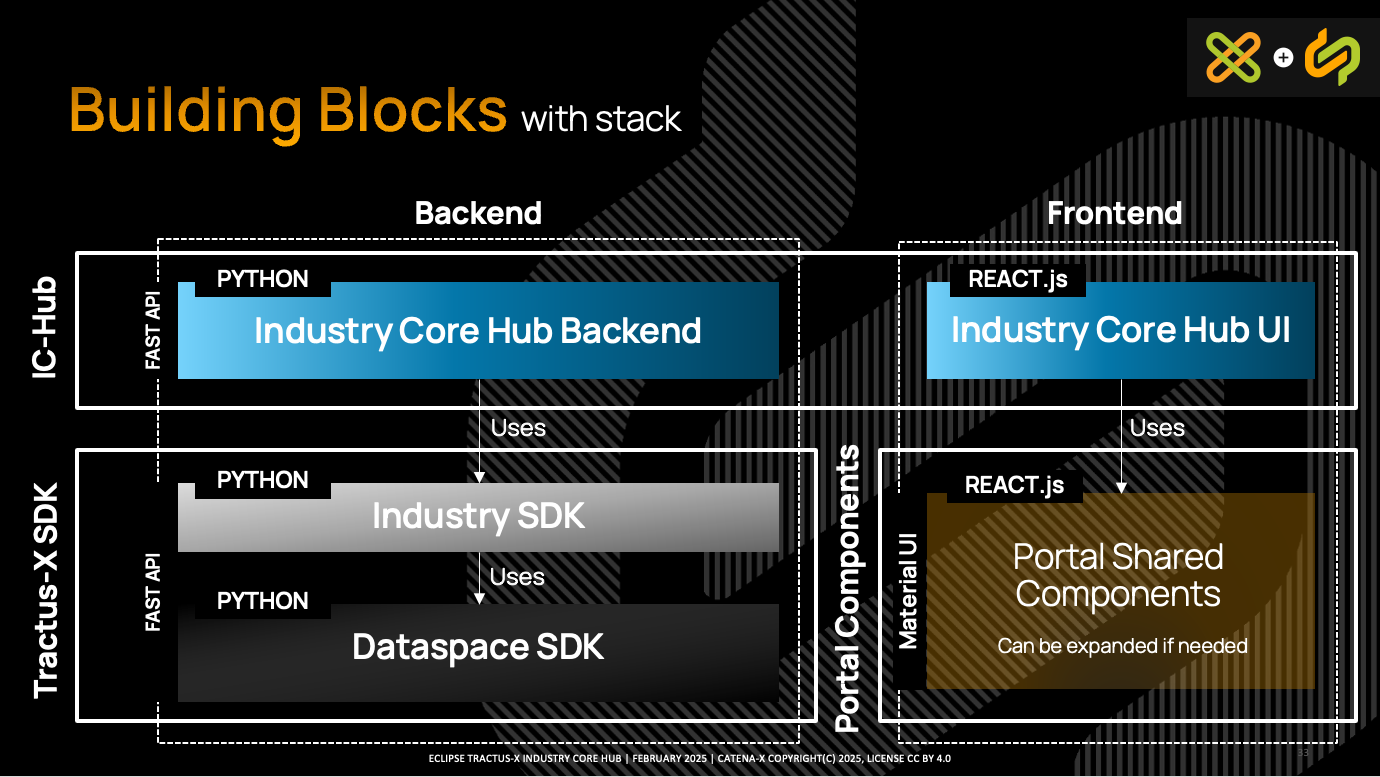 Building Blocks with stack
Backend
Frontend
IC-Hub
FAST API
PYTHON
Industry Core Hub Backend
REACT.js
Industry Core Hub UI
Uses
Uses
Tractus-X SDK
FAST API
PYTHON
Industry SDK
Uses
PYTHON
Dataspace SDK
Portal Components
Material UI
REACT.js
Portal Shared
Components
Can be expanded if needed
33
ECLIPSE TRACTUS-X INDUSTRY CORE HUB | FEBRUARY 2025 | CATENA-X COPYRIGHT(C) 2025, LICENSE CC BY 4.0